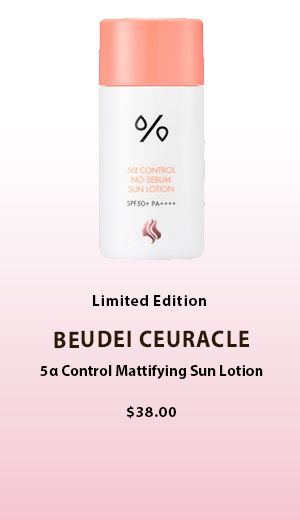 5α CONTROL
NO-SEBUM
SUN LOTION
SPF50+ PA++++
Limited Edition
BEUDEI CEURACLE
5α Control Mattifying Sun Lotion
$38.00